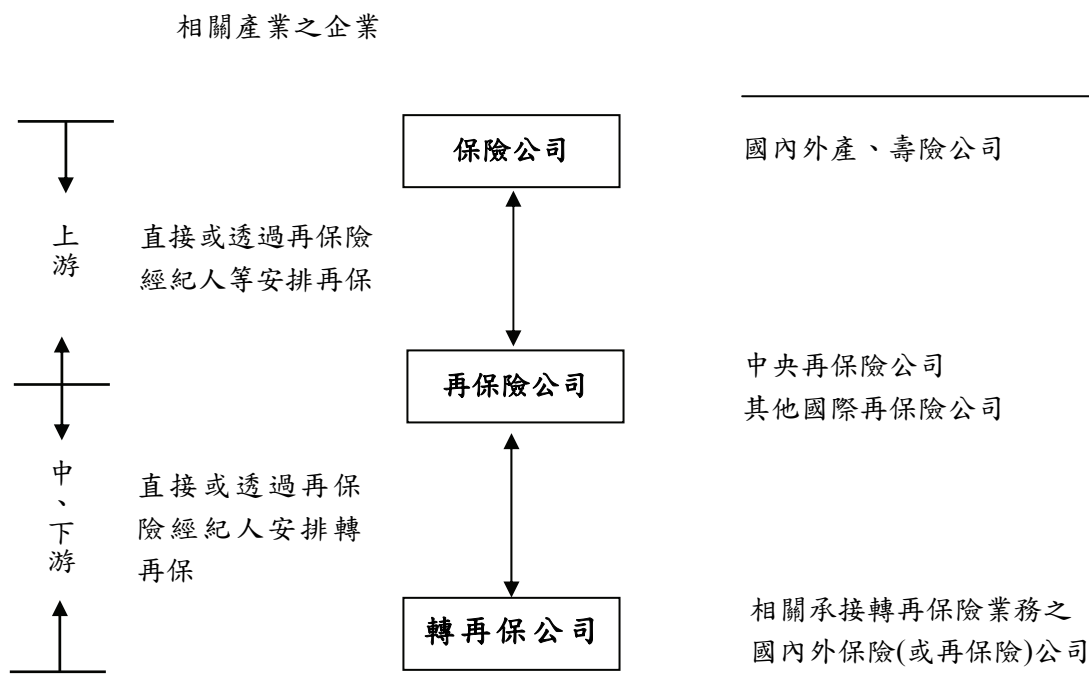 相關產業之企業
保險公司
國內外產、壽險公司
上游
直接或透過再保險
經紀人等安排再保
再保險公司
中央再保險公司
其他國際再保險公司
中、下游
直接或透過再保
險經紀人安排轉
再保
轉再保公司
相關承接轉再保險業務之
國內外保險(或再保險)公司